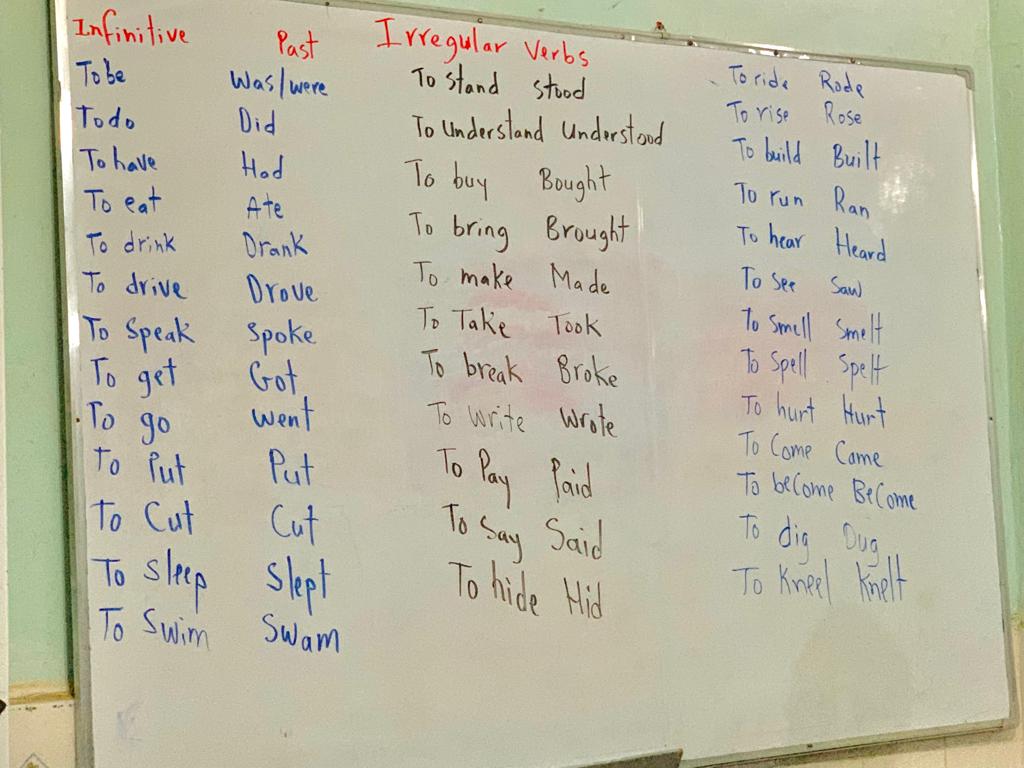 Infinitive Past
To be Was/were
To do Did
To have Had
To eat Ate
To drink Drank
To drive Drove
To Speak Spoke
To get Got
To go Went
To Put Put
To Cut Cut
To Sleep Slept
To Swim Swam
Irregular Verbs
To Stand Stood
To Understand Understood
To buy Bought
To bring Brought
To make Made
To Take Took
To break Broke
To Write Wrote
To Pay Paid
To Say Said
To hide Hid
To ride Rode
To rise Rose
To build Built
To run Ran
To hear Heard
To see Saw
To Smell Smelt
To Spell Spelt
To hurt Hurt
To Come Came
To beCome BeCome
To dig Dug
To Kneel Knelt